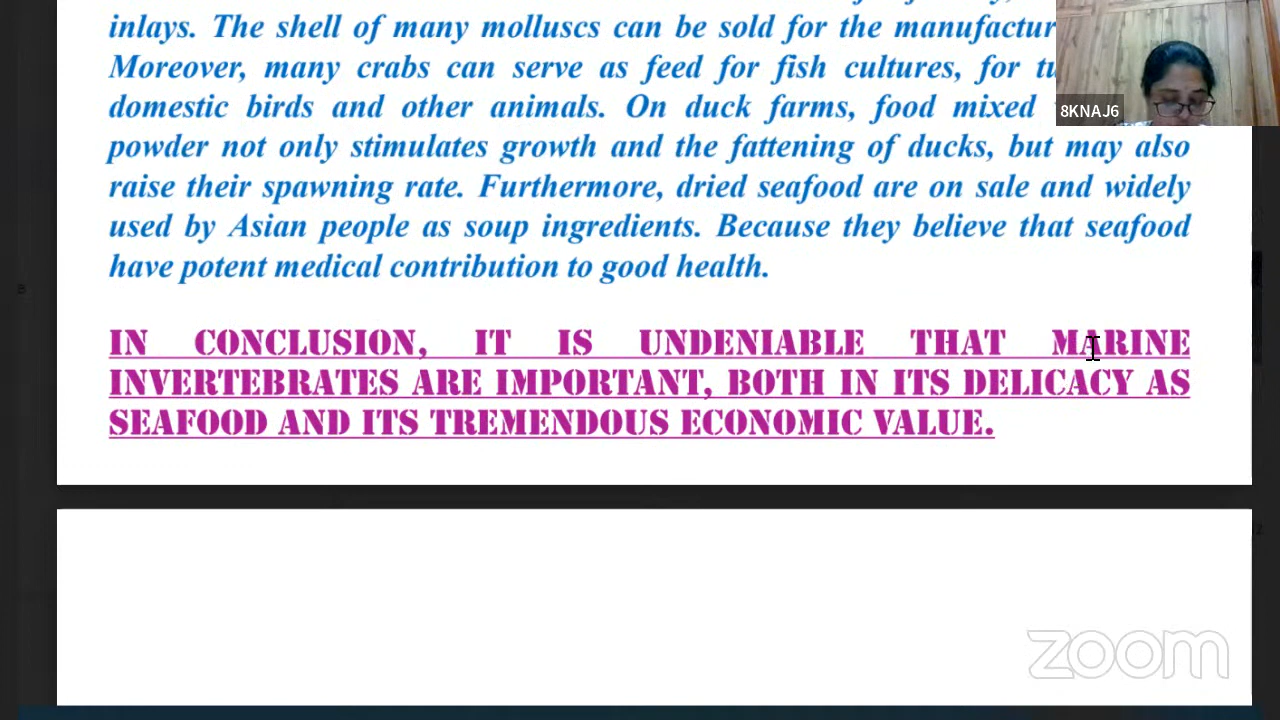 inlays. The shell of many molluscs can be sold for the
Moreover, many crabs can serve as feed for fish cultures, for
domestic birds and other animals. On duck farms, food mixed
8KNAJ6
powder not only stimulates growth and the fattening of ducks, but may also
raise their spawning rate. Furthermore, dried seafood are on sale and widely
used by Asian people as soup ingredients. Because they believe that seafood
have potent medical contribution to good health.
IN CONCLUSION, IT IS UNDENIABLE THAT MARINE
INVERTEBRATES ARE IMPORTANT, BOTH IN ITS DELICACY AS
SEAFOOD AND ITS TREMENDOUS ECONOMIC VALUE.
zoom